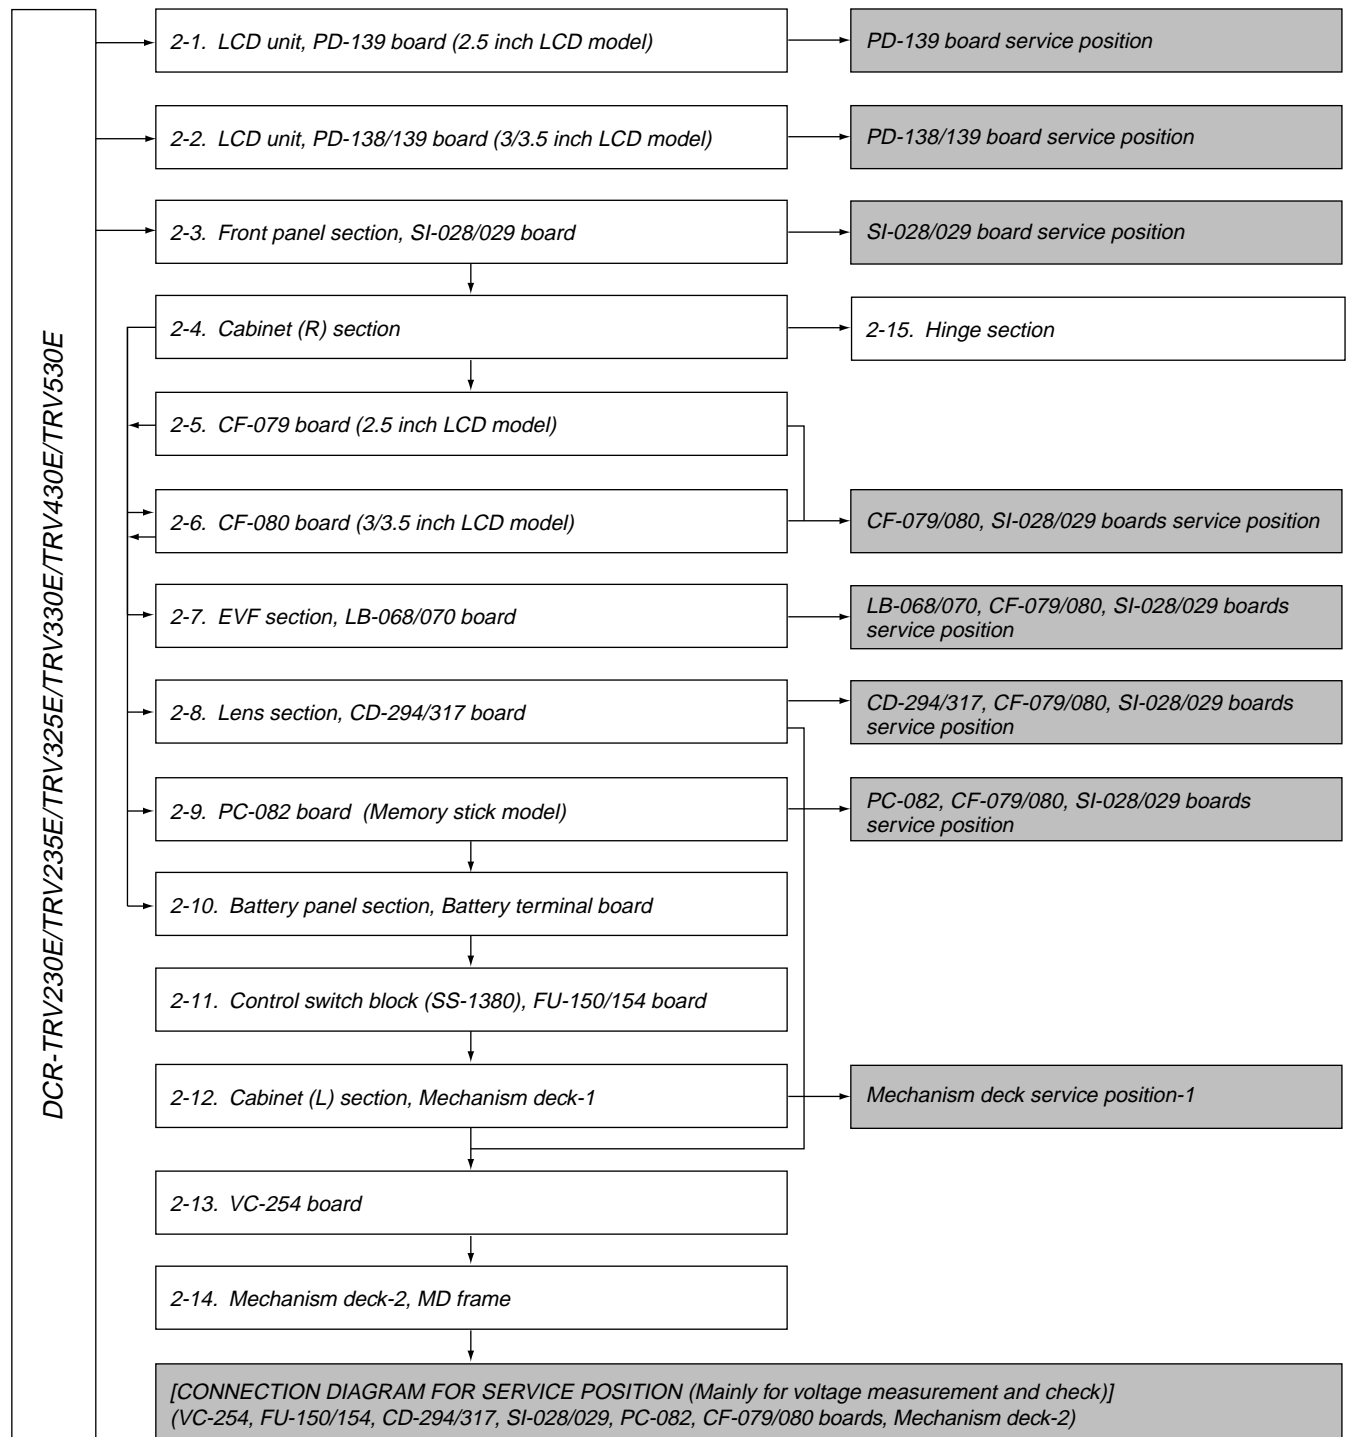 DCR-TRV230E/TRV235E/TRV325E/TRV330E/TRV430E/TRV530E
2-1. LCD unit, PD-139 board (2.5 inch LCD model)
PD-139 board service position
2-2. LCD unit, PD-138/139 board (3/3.5 inch LCD model)
PD-138/139 board service position
2-3. Front panel section, SI-028/029 board
SI-028/029 board service position
2-4. Cabinet (R) section
2-15. Hinge section
2-5. CF-079 board (2.5 inch LCD model)
2-6. CF-080 board (3/3.5 inch LCD model)
CF-079/080, SI-028/029 boards service position
2-7. EVF section, LB-068/070 board
LB-068/070, CF-079/080, SI-028/029 boards
service position
2-8. Lens section, CD-294/317 board
CD-294/317, CF-079/080, SI-028/029 boards
service position
2-9. PC-082 board (Memory stick model)
PC-082, CF-079/080, SI-028/029 boards
service position
2-10. Battery panel section, Battery terminal board
2-11. Control switch block (SS-1380), FU-150/154 board
2-12. Cabinet (L) section, Mechanism deck-1
Mechanism deck service position-1
2-13. VC-254 board
2-14. Mechanism deck-2, MD frame
[CONNECTION DIAGRAM FOR SERVICE POSITION (Mainly for voltage measurement and check)]
(VC-254, FU-150/154, CD-294/317, SI-028/029, PC-082, CF-079/080 boards, Mechanism deck-2)